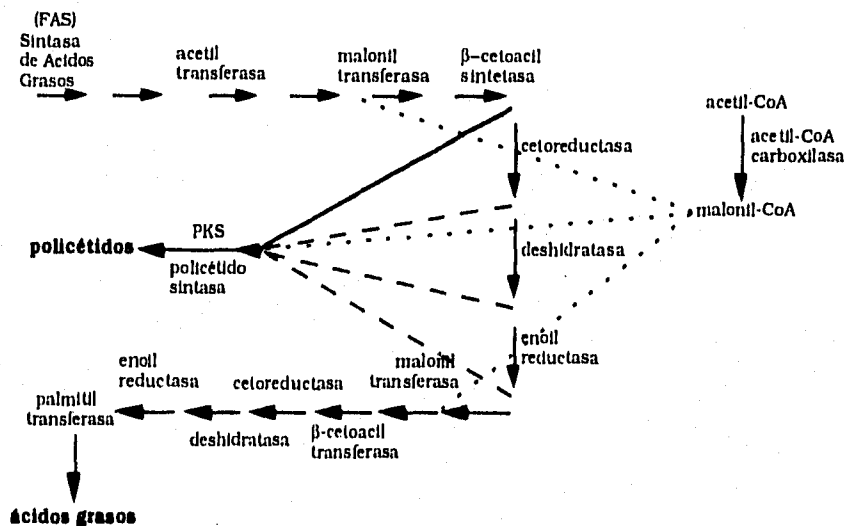 (FAS)
Sintasa
de Acidos
Grasos
acetil
transferasa
malonil
transferasa
β-cetoacil
sintetasa
acetil-CoA
acetil-CoA
carboxilasa
malonil-CoA
cetoreductasa
PKS
policétidos
policétido
sintasa
deshidratasa
enoil
reductasa
malonil
transferasa
enoil
reductasa
cetoreductasa
palmitil
transferasa
deshidratasa
β-cetoacil
transferasa
ácidos grasos